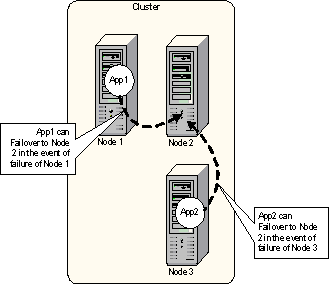 Cluster
App1
App1 can
Failover to Node
2 in the event of
failure of Node 1
Node 1
Node 2
App2
App2 can
Failover to Node
2 in the event of
failure of Node 3
Node 3